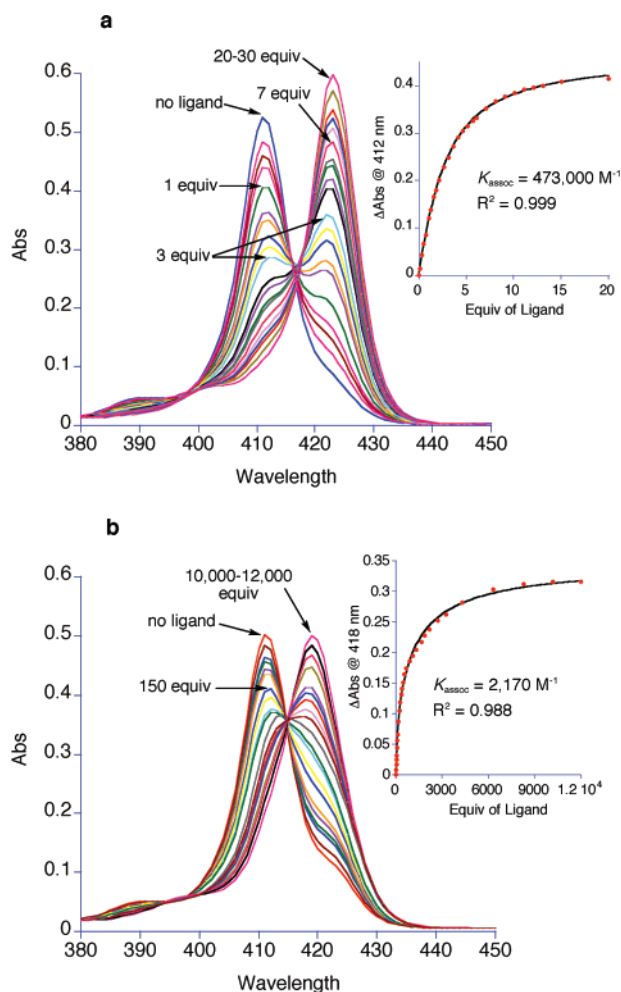 a
0.6
0.5
0.4
0.3
0.2
0.1
0
Abs
no ligand
1 equiv
3 equiv
20-30 equiv
7 equiv
380 390 400 410 420 430 440 450
Wavelength
0.4
0.3
0.2
0.1
0
ΔAbs @ 412 nm
Kassoc = 473,000 M⁻¹
R² = 0.999
0 5 10 15 20
Equiv of Ligand
b
0.6
0.5
0.4
0.3
0.2
0.1
0
Abs
no ligand
150 equiv
10,000-12,000
equiv
380 390 400 410 420 430 440 450
Wavelength
0.35
0.3
0.25
0.2
0.15
0.1
0.05
0
ΔAbs @ 418 nm
Kassoc = 2,170 M⁻¹
R² = 0.988
0 3000 6000 9000 1.2 10⁴
Equiv of Ligand